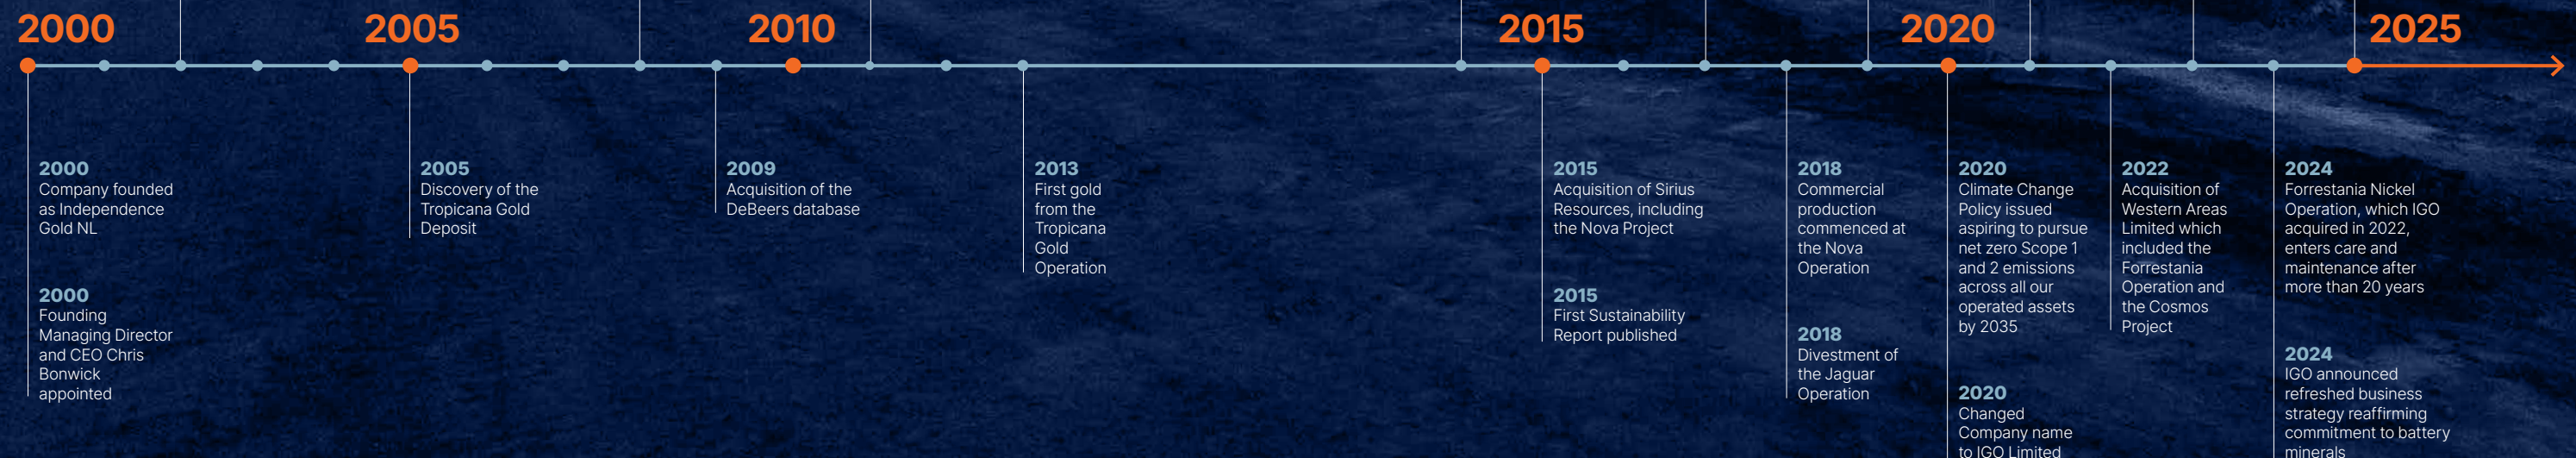 2000
2005
2010
2015
2020
2025
2000
Company founded
as Independence
Gold NL
2000
Founding
Managing Director
and CEO Chris
Bonwick
appointed
2005
Discovery of the
Tropicana Gold
Deposit
2009
Acquisition of the
DeBeers database
2013
First gold
from the
Tropicana
Gold
Operation
2015
Acquisition of Sirius
Resources, including
the Nova Project
2015
First Sustainability
Report published
2018
Commercial
production
commenced at
the Nova
Operation
2018
Divestment of
the Jaguar
Operation
2020
Climate Change
Policy issued
aspiring to pursue
net zero Scope 1
and 2 emissions
across all our
operated assets
by 2035
2020
Changed
Company name
to IGO Limited
2022
Acquisition of
Western Areas
Limited which
included the
Forrestania
Operation and
the Cosmos
Project
2024
Forrestania Nickel
Operation, which IGO
acquired in 2022,
enters care and
maintenance after
more than 20 years
2024
IGO announced
refreshed business
strategy reaffirming
commitment to battery
minerals